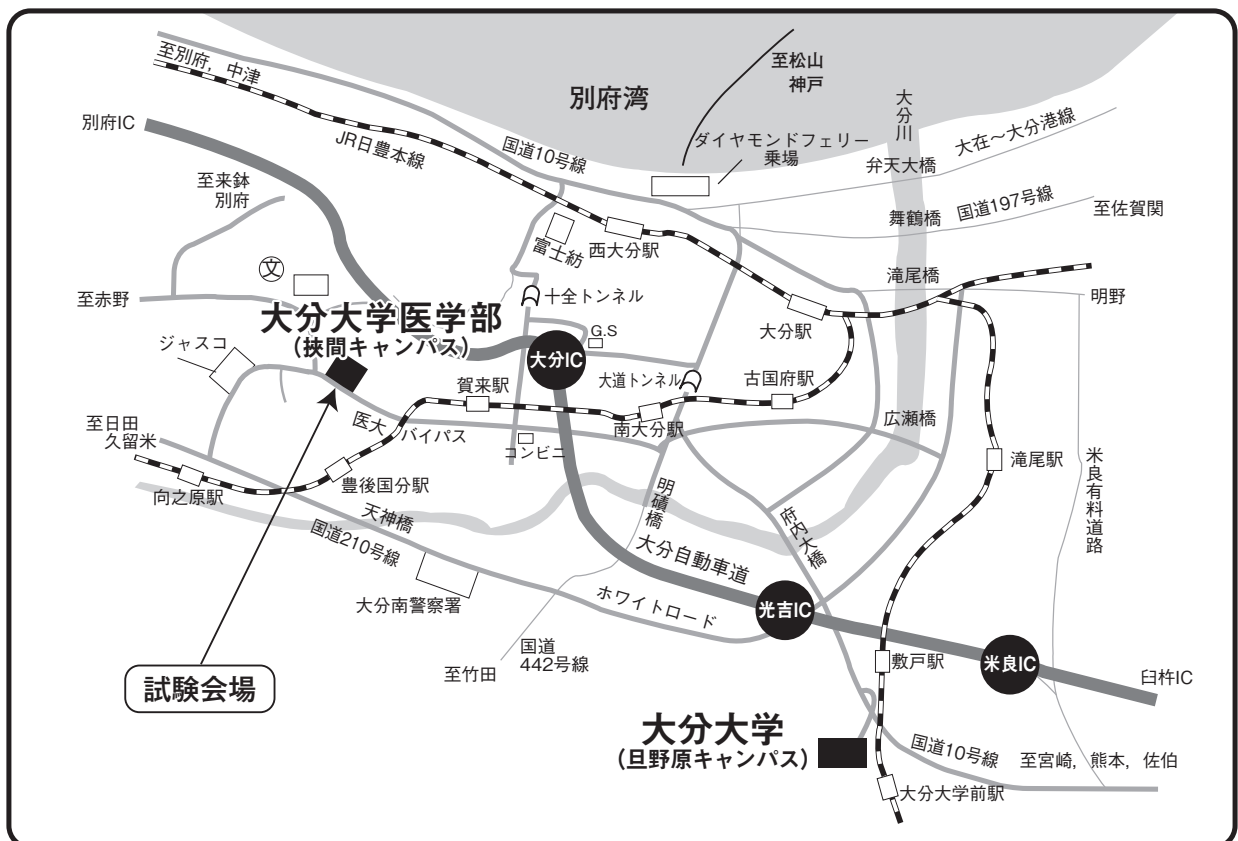 至別府，中津
別府IC
JR日豊本線
国道10号線
別府湾
至松山
神戸
大分川
ダイヤモンドフェリー
乗場
弁天大橋
大在〜大分港線
至来鉢
別府
舞鶴橋
国道197号線
至佐賀関
富士紡
西大分駅
文
十全トンネル
滝尾橋
明野
至赤野
大分大学医学部
(挾間キャンパス)
G.S
大分駅
ジャスコ
大分IC
賀来駅
大道トンネル
古国府駅
至日田
久留米
医大バイパス
コンビニ
南大分駅
広瀬橋
滝尾駅
米良有料道路
向之原駅
豊後国分駅
天神橋
国道210号線
明磧橋
府内大橋
大分自動車道
大分南警察署
ホワイトロード
光吉IC
国道
442号線
至竹田
敷戸駅
米良IC
臼杵IC
試験会場
大分大学
(旦野原キャンパス)
国道10号線
至宮崎，熊本，佐伯
大分大学前駅